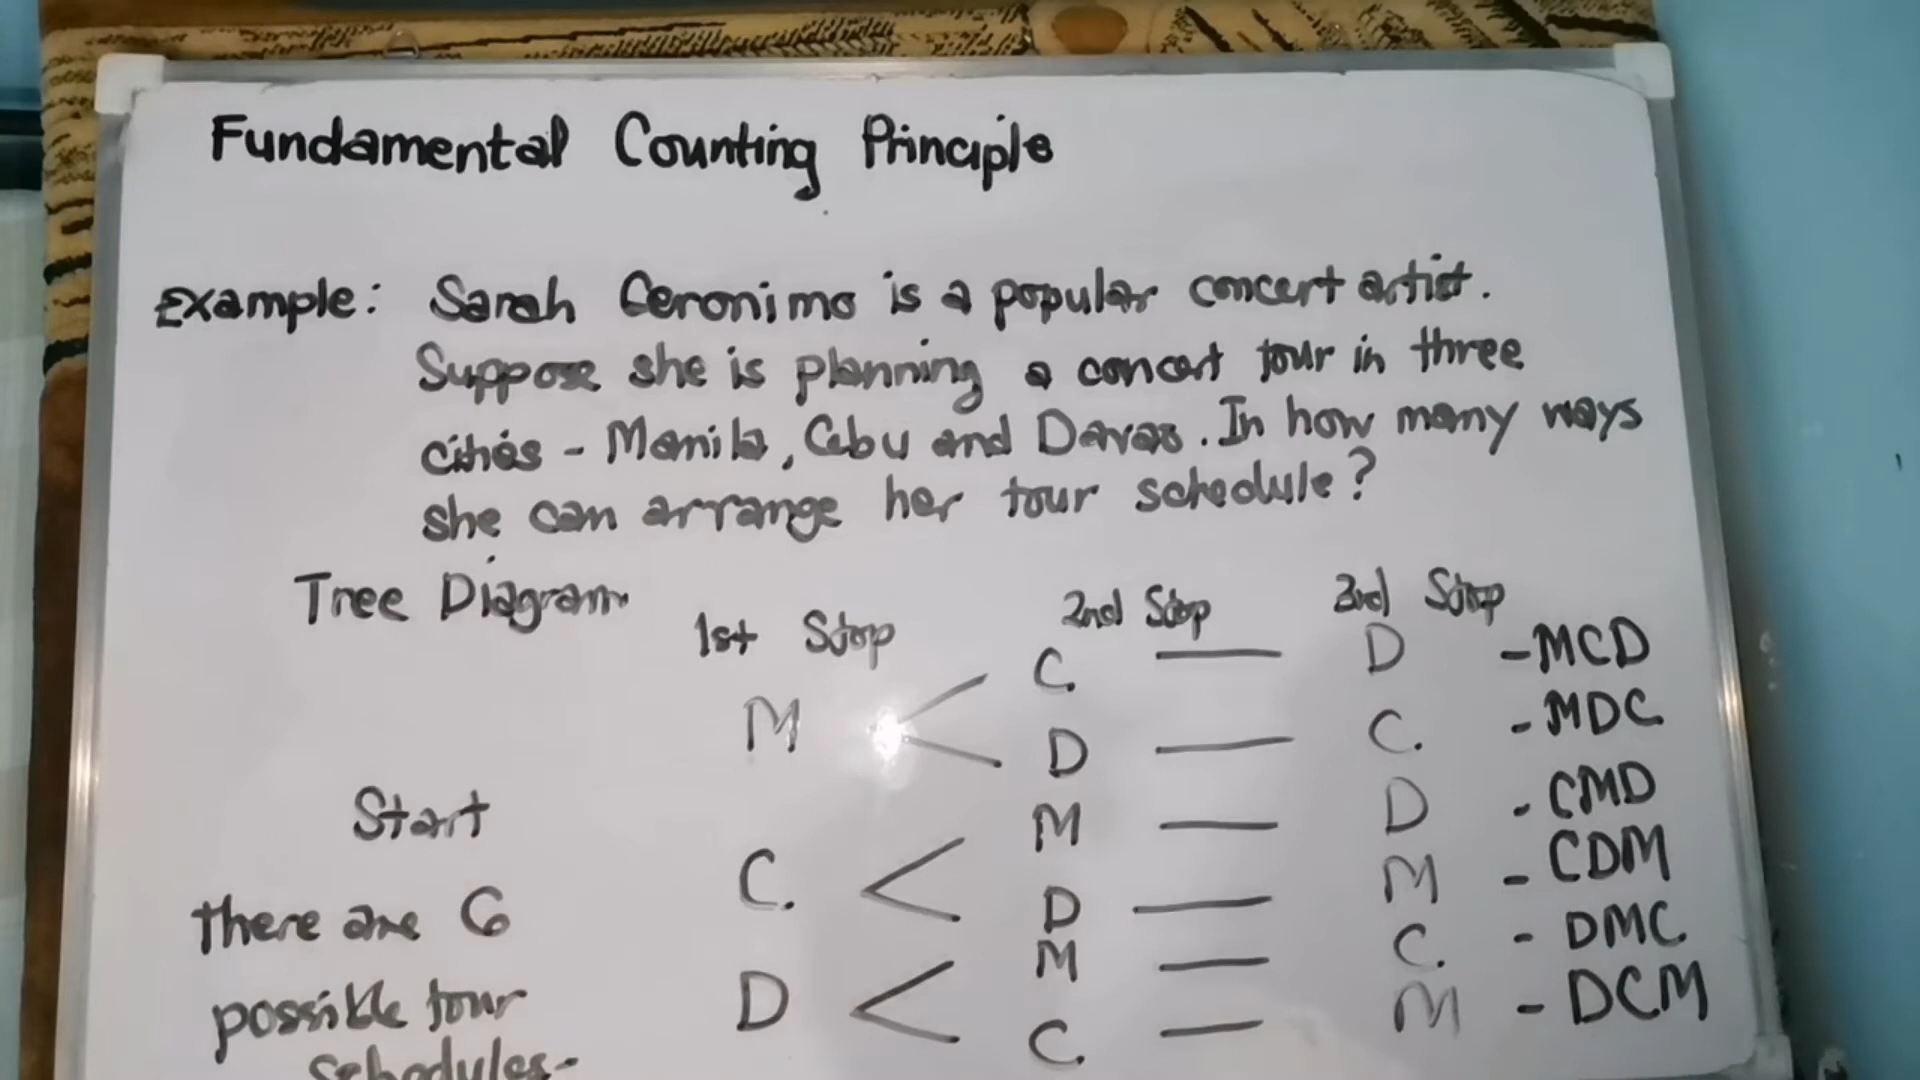 Fundamental Counting Principle
Example: Sarah Geronimo is a popular concert artist.
Suppose she is planning a concert tour in three
cities - Manila, Cebu and Davao. In how many ways
she can arrange her tour schedule?
Tree Diagram
1st Stop 2nd Stop 3rd Stop
C D - MCD
M
D C - MDC
Start
M D - CMD
C
D M - CDM
there are 6
M C - DMC
D
C M - DCM
possible tour
schedules-